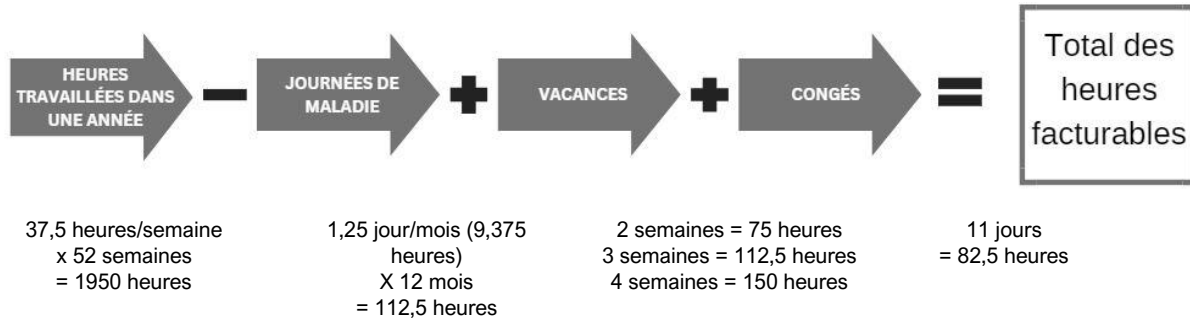 HEURES
TRAVAILLÉES DANS
UNE ANNÉE
JOURNÉES DE
MALADIE
VACANCES
CONGÉS
Total des
heures
facturables
37,5 heures/semaine
x 52 semaines
= 1950 heures
1,25 jour/mois (9,375
heures)
X 12 mois
= 112,5 heures
2 semaines = 75 heures
3 semaines = 112,5 heures
4 semaines = 150 heures
11 jours
= 82,5 heures